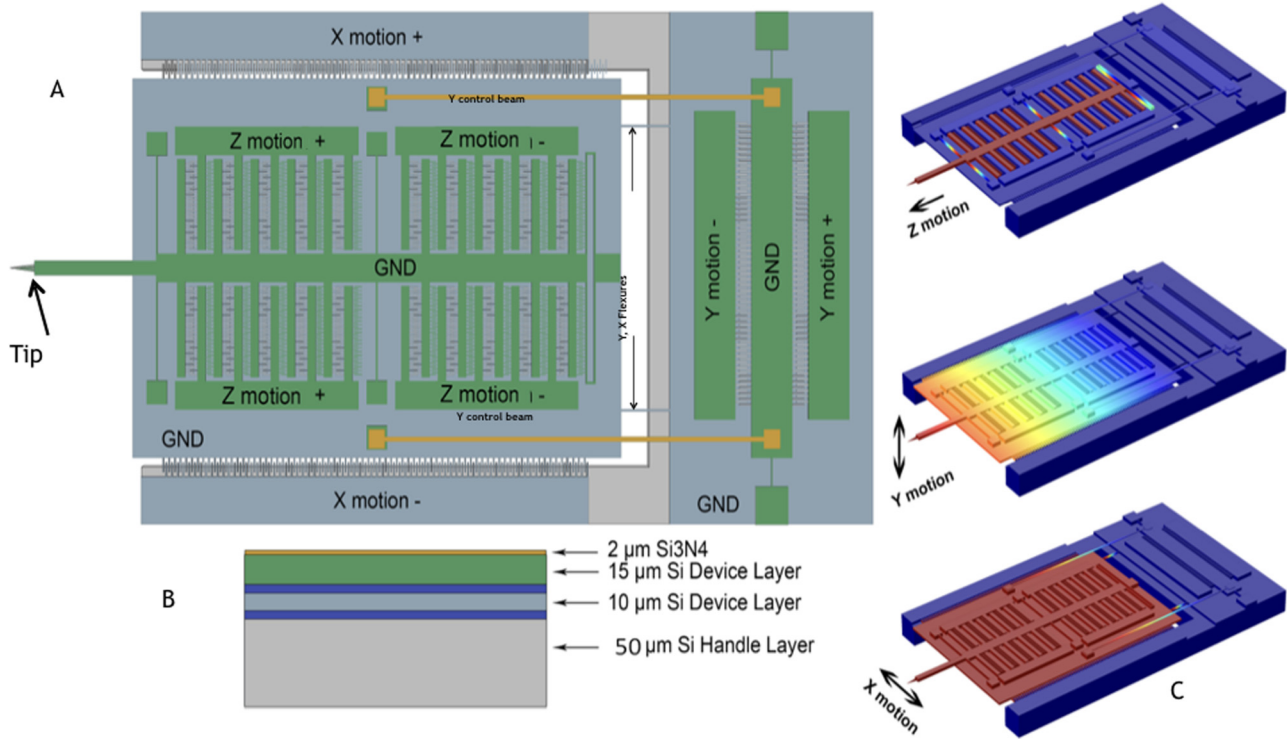 A
X motion +
Y control beam
Z motion +
Z motion -
GND
Tip
Y, X Flexures
Z motion +
Z motion -
Y control beam
GND
X motion -
Y motion -
GND
Y motion +
GND
B
2 µm Si3N4
15 µm Si Device Layer
10 µm Si Device Layer
50 µm Si Handle Layer
Z motion
Y motion
X motion
C